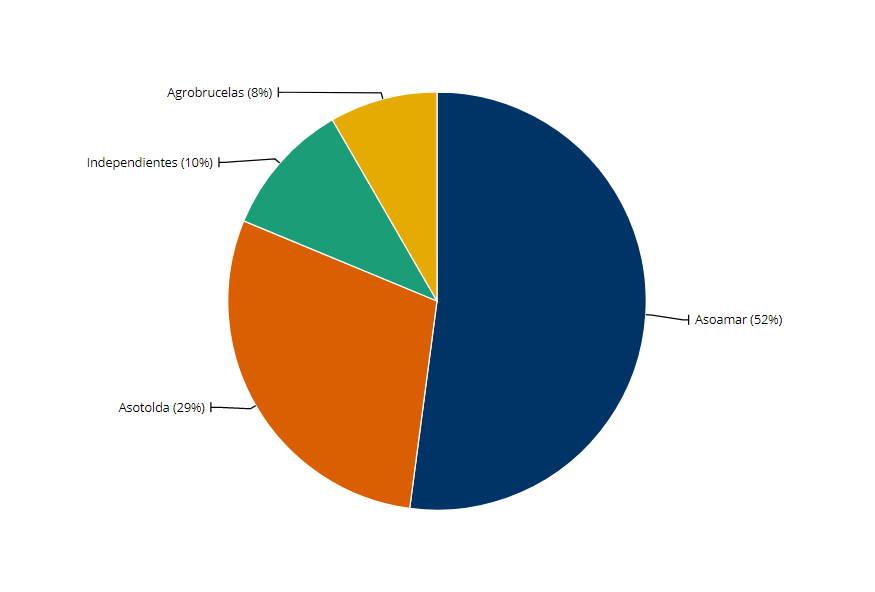 Agrobrucelas (8%)
Independientes (10%)
Asoamar (52%)
Asotolda (29%)